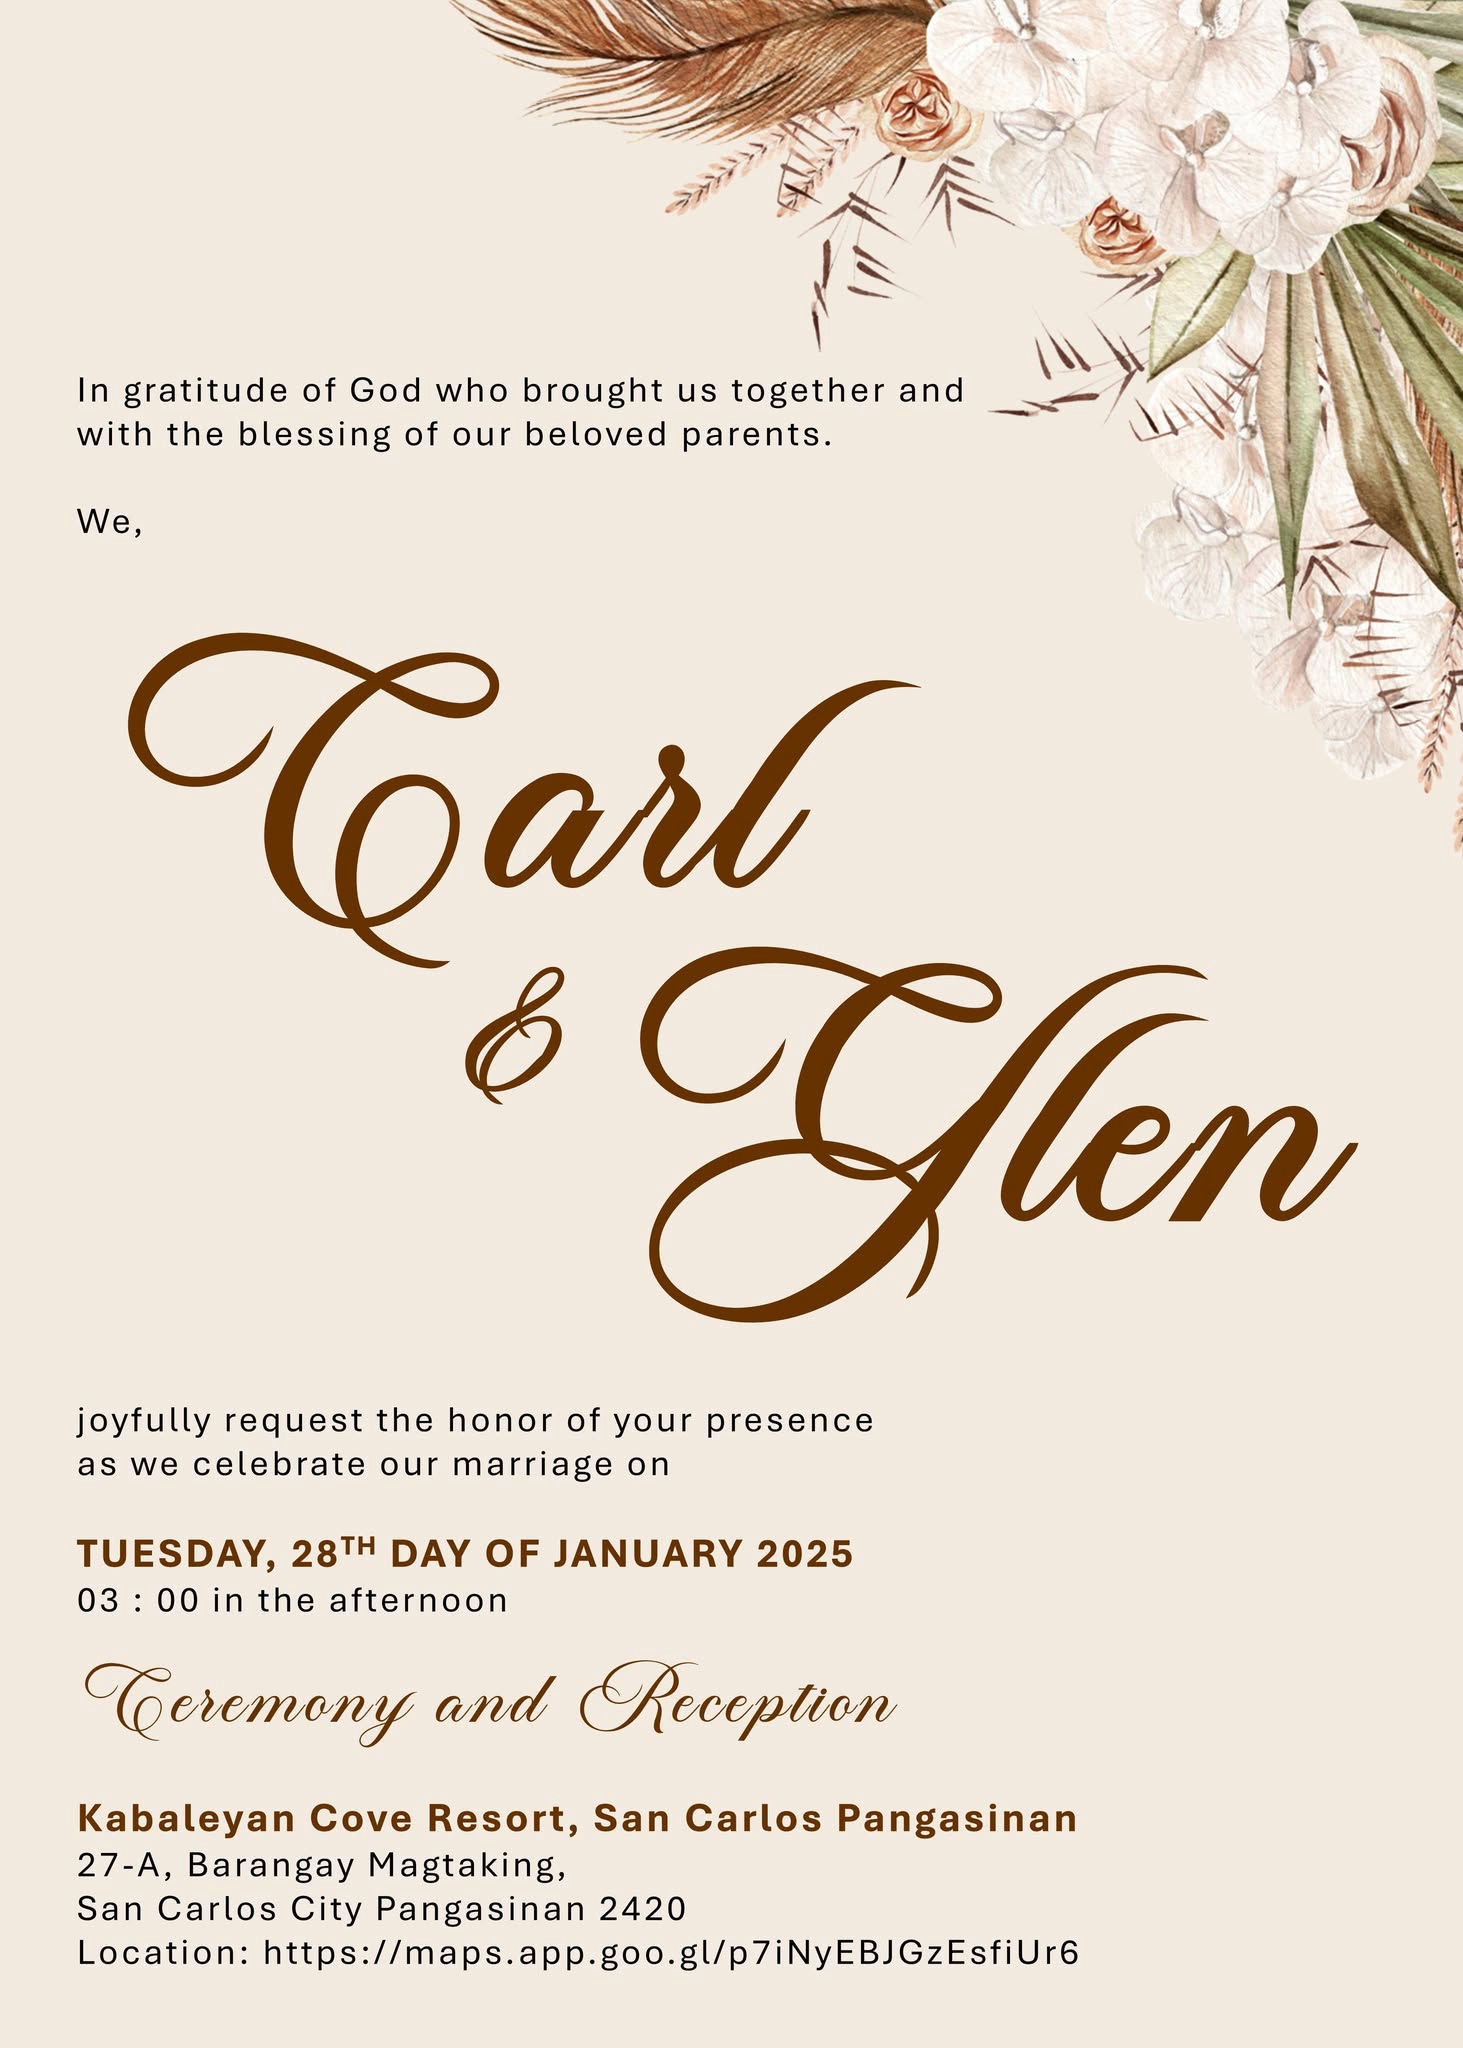 In gratitude of God who brought us together and
with the blessing of our beloved parents.
We,
Carl
& Glen
joyfully request the honor of your presence
as we celebrate our marriage on
TUESDAY, 28TH DAY OF JANUARY 2025
03 : 00 in the afternoon
Ceremony and Reception
Kabaleyan Cove Resort, San Carlos Pangasinan
27-A, Barangay Magtaking,
San Carlos City Pangasinan 2420
Location: https://maps.app.goo.gl/p7iNyEBJGzEsfiUr6